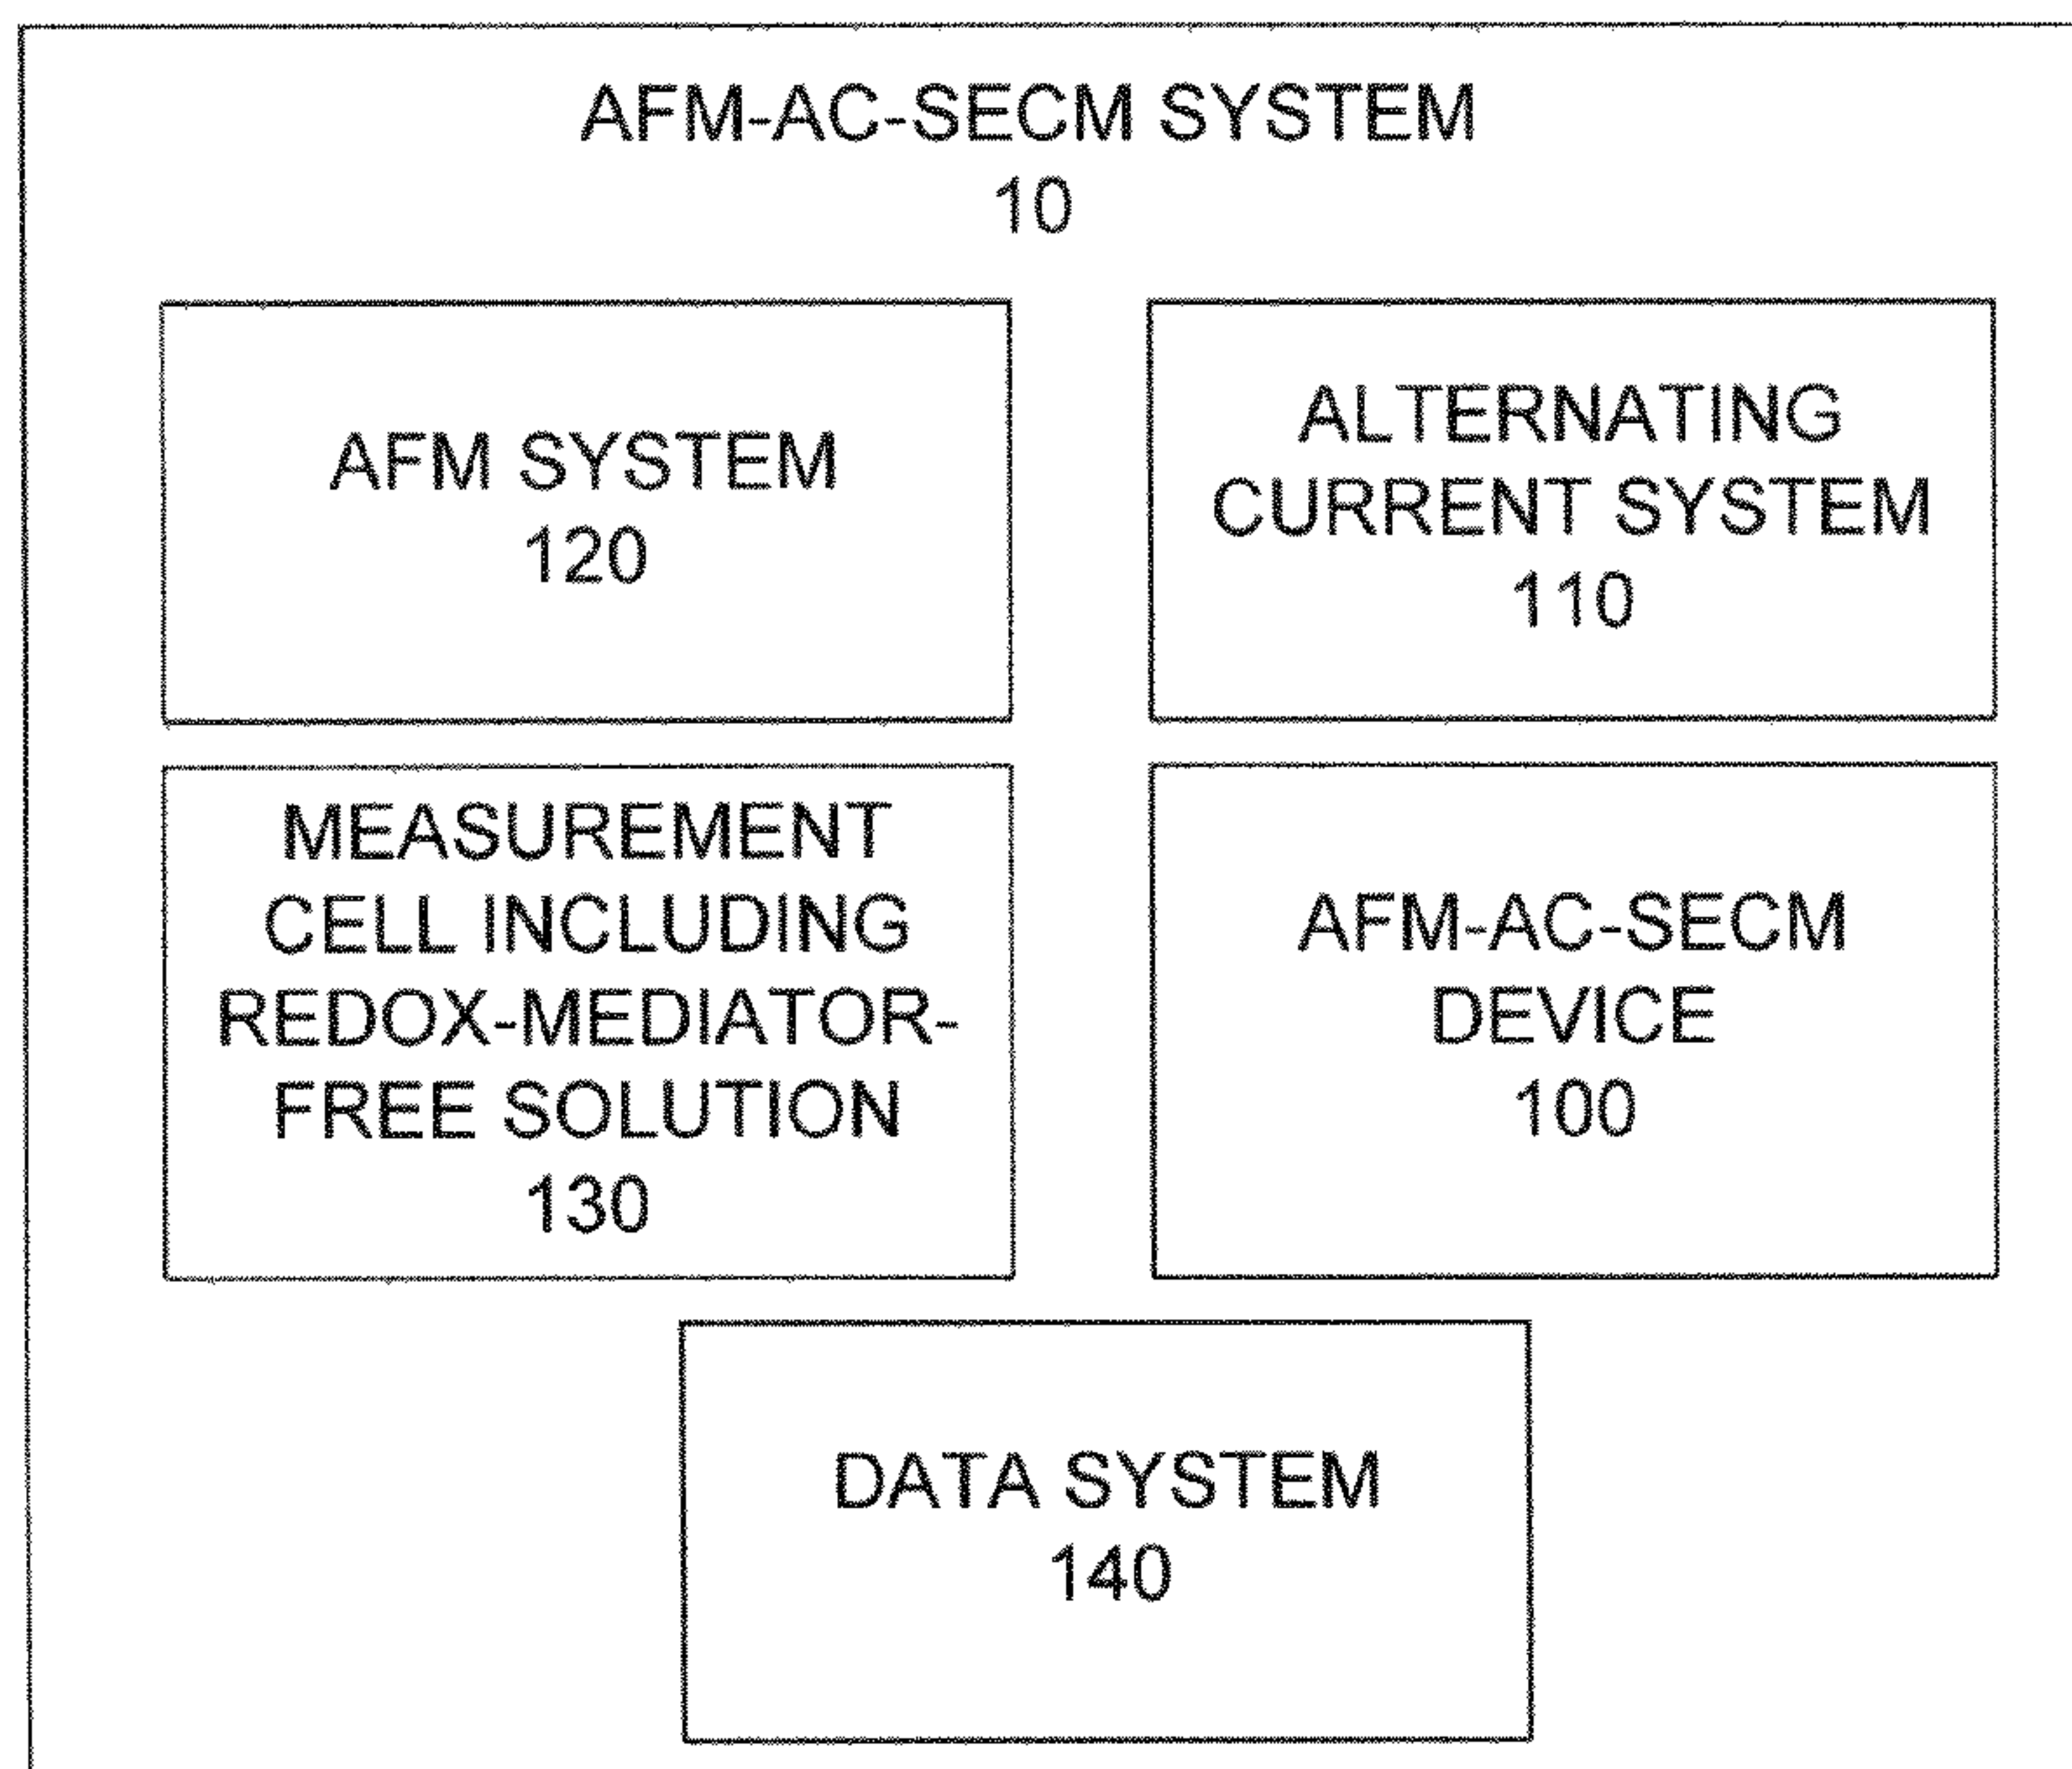 AFM-AC-SECM SYSTEM
10
AFM SYSTEM
120
ALTERNATING
CURRENT SYSTEM
110
MEASUREMENT
CELL INCLUDING
REDOX-MEDIATOR-
FREE SOLUTION
130
AFM-AC-SECM
DEVICE
100
DATA SYSTEM
140